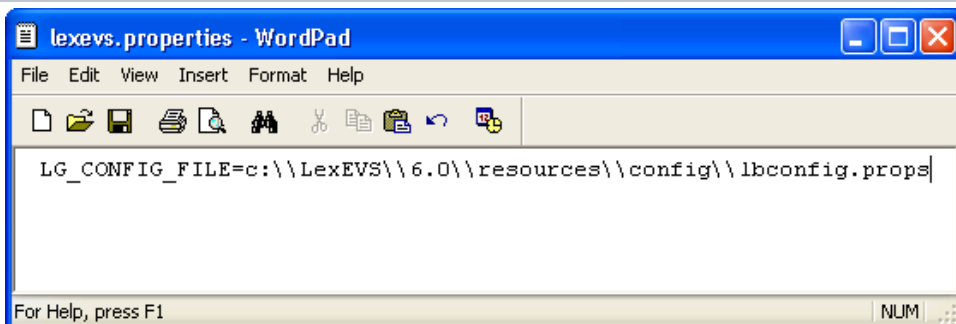 lexevs.properties - WordPad
File Edit View Insert Format Help
LG_CONFIG_FILE=c:\\LexEVS\\6.0\\resources\\config\\lbconfig.props
For Help, press F1 NUM